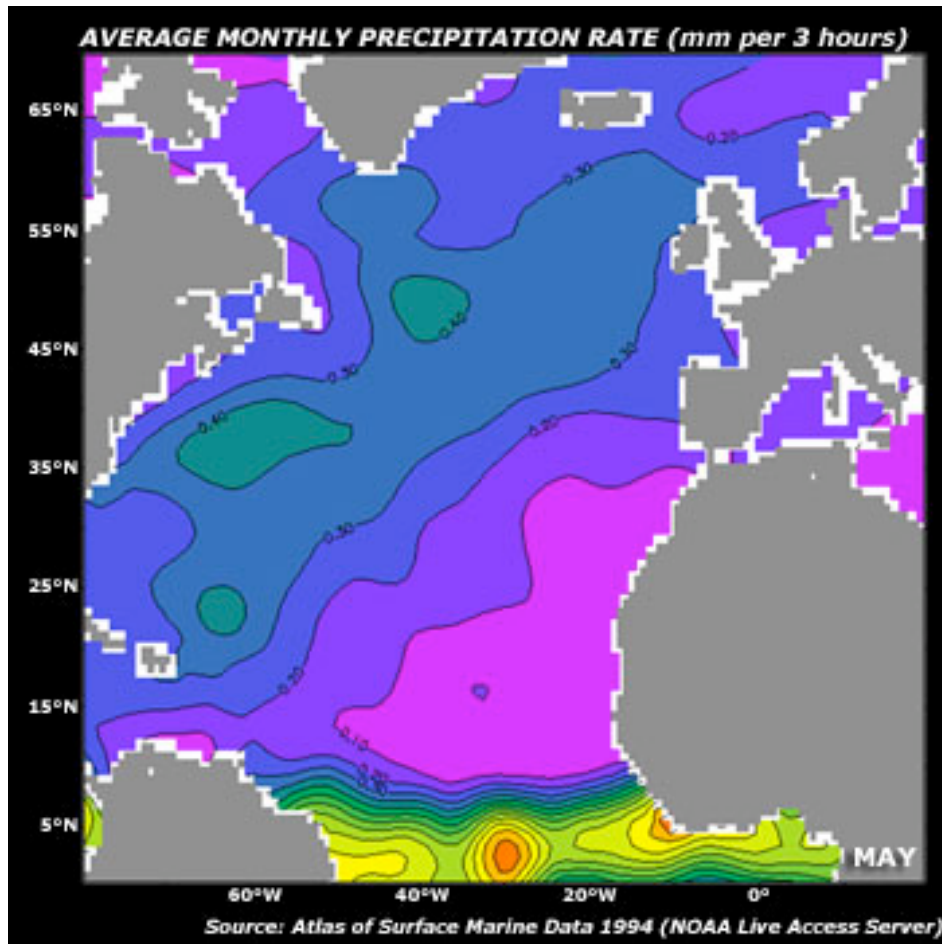 AVERAGE MONTHLY PRECIPITATION RATE (mm per 3 hours)
65°N
0.20
0.30
55°N
0.40
45°N
0.30
0.30
0.40
0.20
35°N
0.30
25°N
0.20
15°N
0.10
5°N
MAY
60°W 40°W 20°W 0°
Source: Atlas of Surface Marine Data 1994 (NOAA Live Access Server)